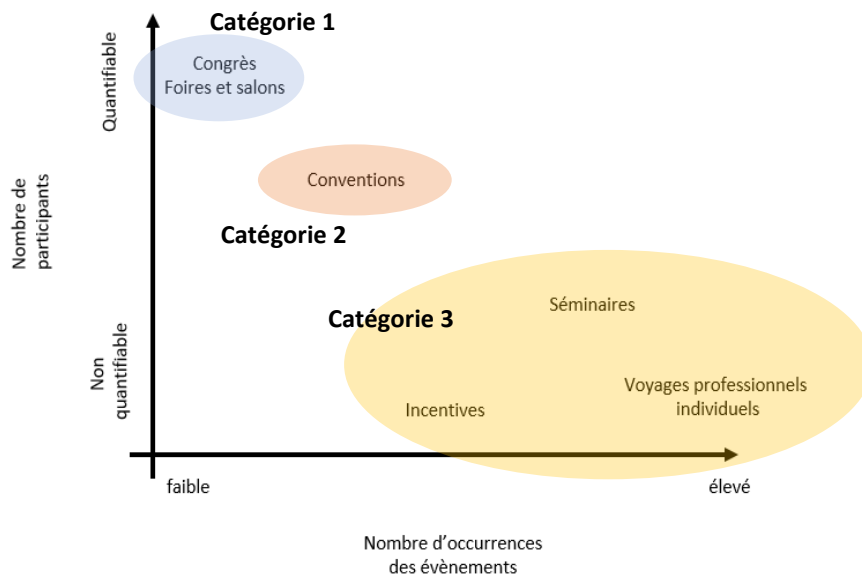 Catégorie 1
Quantifiable
Congrès
Foires et salons
Conventions
Nombre de
participants
Catégorie 2
Séminaires
Catégorie 3
Non
quantifiable
Voyages professionnels
individuels
Incentives
faible
élevé
Nombre d’occurrences
des évènements